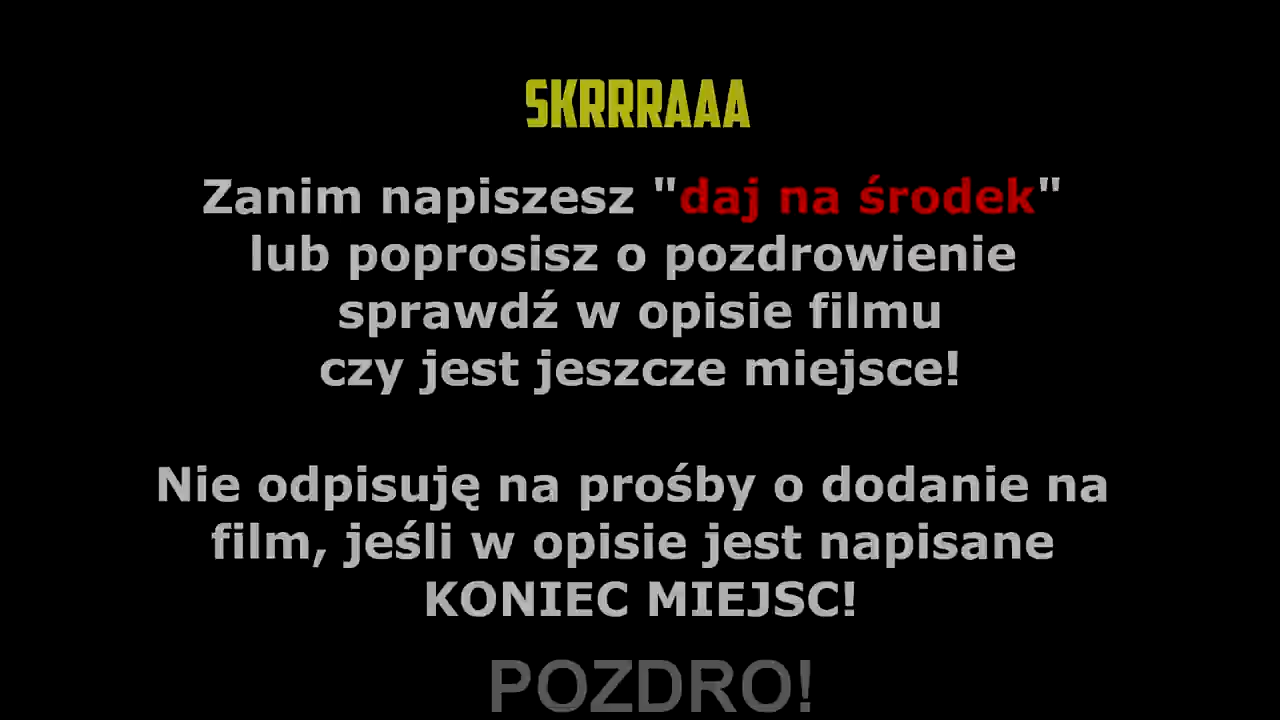 SKRRRAAA
Zanim napiszesz "daj na środek"
lub poprosisz o pozdrowienie
sprawdź w opisie filmu
czy jest jeszcze miejsce!
Nie odpisuję na prośby o dodanie na
film, jeśli w opisie jest napisane
KONIEC MIEJSC!
POZDRO!